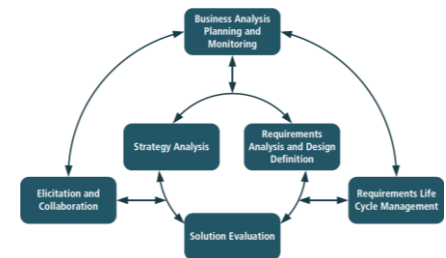 Business Analysis
Planning and
Monitoring
Strategy Analysis
Requirements
Analysis and Design
Definition
Elicitation and
Collaboration
Requirements Life
Cycle Management
Solution Evaluation